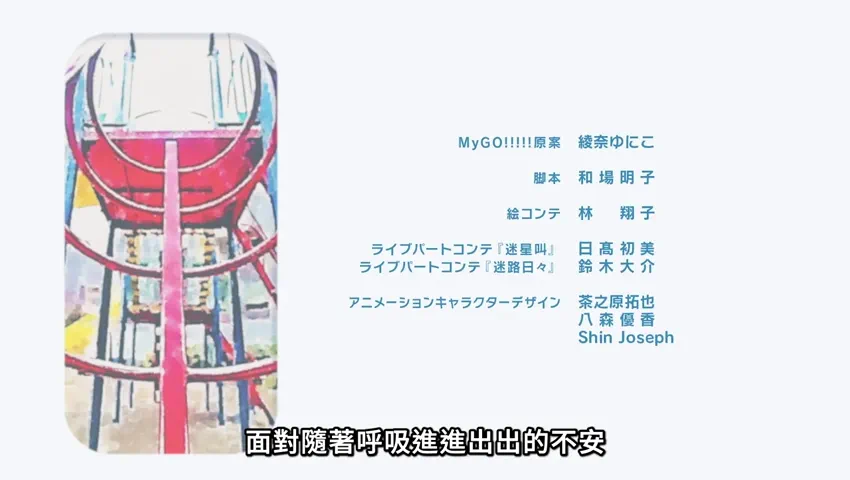 MyGO!!!!!原案 綾奈ゆにこ
脚本 和場明子
絵コンテ 林 翔子
ライブパートコンテ『迷星叫』 日髙初美
ライブパートコンテ『迷路日々』 鈴木大介
アニメーションキャラクターデザイン 茶之原拓也
八森優香
Shin Joseph
面對隨著呼吸進進出出的不安